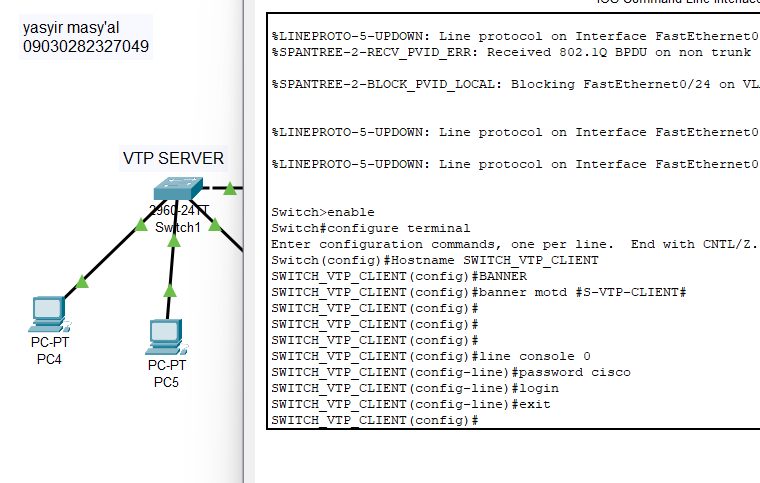 yasyir masy'al
09030282327049
VTP SERVER
2960-24TT
Switch1
PC-PT
PC4
PC-PT
PC5
%LINEPROTO-5-UPDOWN: Line protocol on Interface FastEthernet0
%SPANTREE-2-RECV_PVID_ERR: Received 802.1Q BPDU on non trunk
%SPANTREE-2-BLOCK_PVID_LOCAL: Blocking FastEthernet0/24 on VL
%LINEPROTO-5-UPDOWN: Line protocol on Interface FastEthernet0
%LINEPROTO-5-UPDOWN: Line protocol on Interface FastEthernet0
Switch>enable
Switch#configure terminal
Enter configuration commands, one per line.  End with CNTL/Z.
Switch(config)#Hostname SWITCH_VTP_CLIENT
SWITCH_VTP_CLIENT(config)#BANNER
SWITCH_VTP_CLIENT(config)#banner motd #S-VTP-CLIENT#
SWITCH_VTP_CLIENT(config)#
SWITCH_VTP_CLIENT(config)#
SWITCH_VTP_CLIENT(config)#
SWITCH_VTP_CLIENT(config)#line console 0
SWITCH_VTP_CLIENT(config-line)#password cisco
SWITCH_VTP_CLIENT(config-line)#login
SWITCH_VTP_CLIENT(config-line)#exit
SWITCH_VTP_CLIENT(config)#